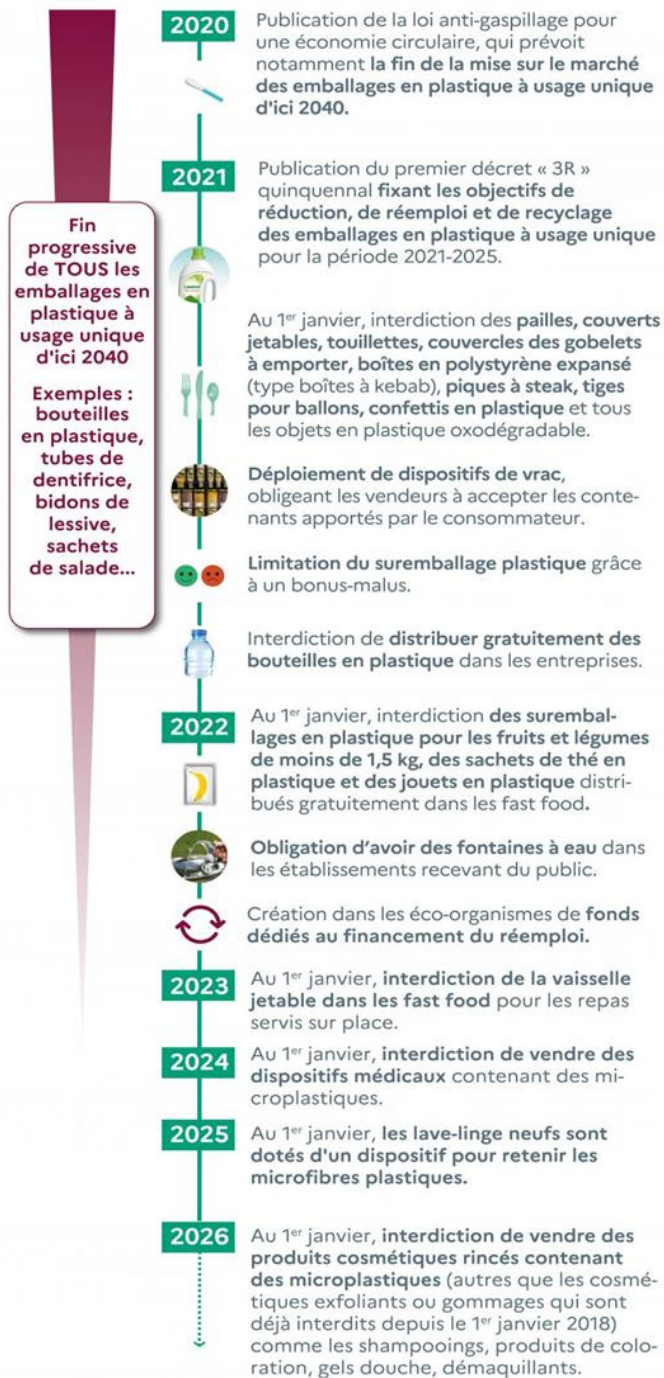 2020
Publication de la loi anti-gaspillage pour
une économie circulaire, qui prévoit
notamment la fin de la mise sur le marché
des emballages en plastique à usage unique
d'ici 2040.
2021
Publication du premier décret « 3R »
quinquennal fixant les objectifs de
réduction, de réemploi et de recyclage
des emballages en plastique à usage unique
pour la période 2021-2025.
Fin
progressive
de TOUS les
emballages en
plastique à
usage unique
d'ici 2040
Exemples :
bouteilles
en plastique,
tubes de
dentifrice,
bidons de
lessive,
sachets
de salade...
Au 1er janvier, interdiction des pailles, couverts
jetables, touillettes, couvercles des gobelets
à emporter, boîtes en polystyrène expansé
(type boîtes à kebab), piques à steak, tiges
pour ballons, confettis en plastique et tous
les objets en plastique oxodégradable.
Déploiement de dispositifs de vrac,
obligeant les vendeurs à accepter les conte-
nants apportés par le consommateur.
Limitation du suremballage plastique grâce
à un bonus-malus.
Interdiction de distribuer gratuitement des
bouteilles en plastique dans les entreprises.
2022
Au 1er janvier, interdiction des surembal-
lages en plastique pour les fruits et légumes
de moins de 1,5 kg, des sachets de thé en
plastique et des jouets en plastique distri-
bués gratuitement dans les fast food.
Obligation d'avoir des fontaines à eau dans
les établissements recevant du public.
Création dans les éco-organismes de fonds
dédiés au financement du réemploi.
2023
Au 1er janvier, interdiction de la vaisselle
jetable dans les fast food pour les repas
servis sur place.
2024
Au 1er janvier, interdiction de vendre des
dispositifs médicaux contenant des mi-
croplastiques.
2025
Au 1er janvier, les lave-linge neufs sont
dotés d'un dispositif pour retenir les
microfibres plastiques.
2026
Au 1er janvier, interdiction de vendre des
produits cosmétiques rincés contenant
des microplastiques (autres que les cosmé-
tiques exfoliants ou gommages qui sont
déjà interdits depuis le 1er janvier 2018)
comme les shampooings, produits de colo-
ration, gels douche, démaquillants.